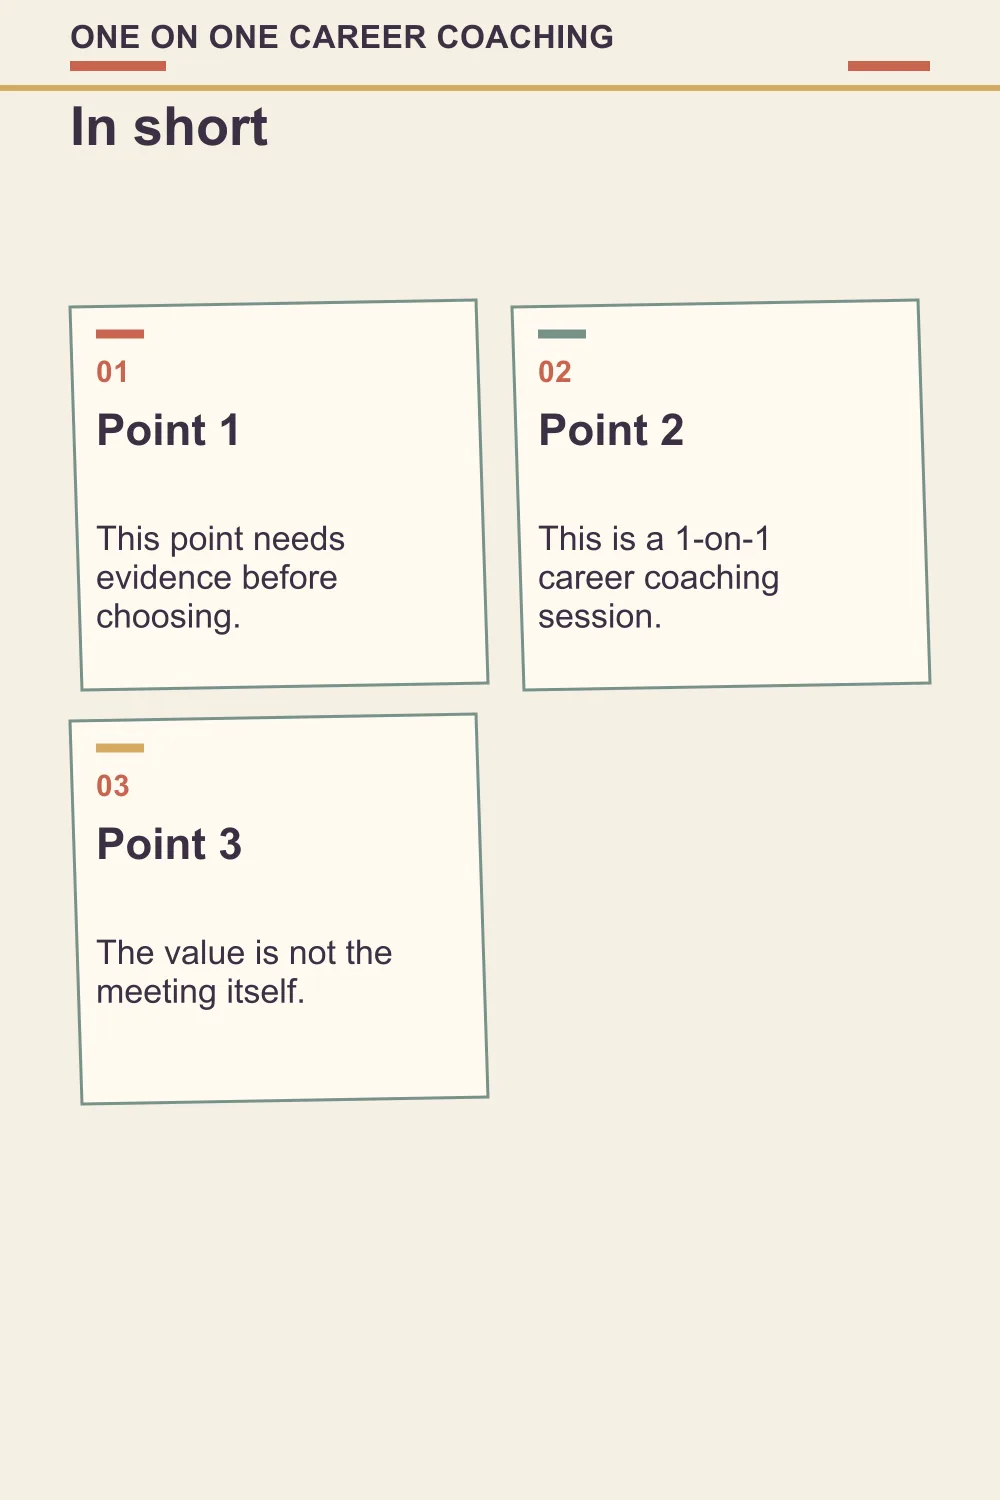 ONE ON ONE CAREER COACHING
In short
01
Point 1
This point needs
evidence before
choosing.
02
Point 2
This is a 1-on-1
career coaching
session.
03
Point 3
The value is not the
meeting itself.